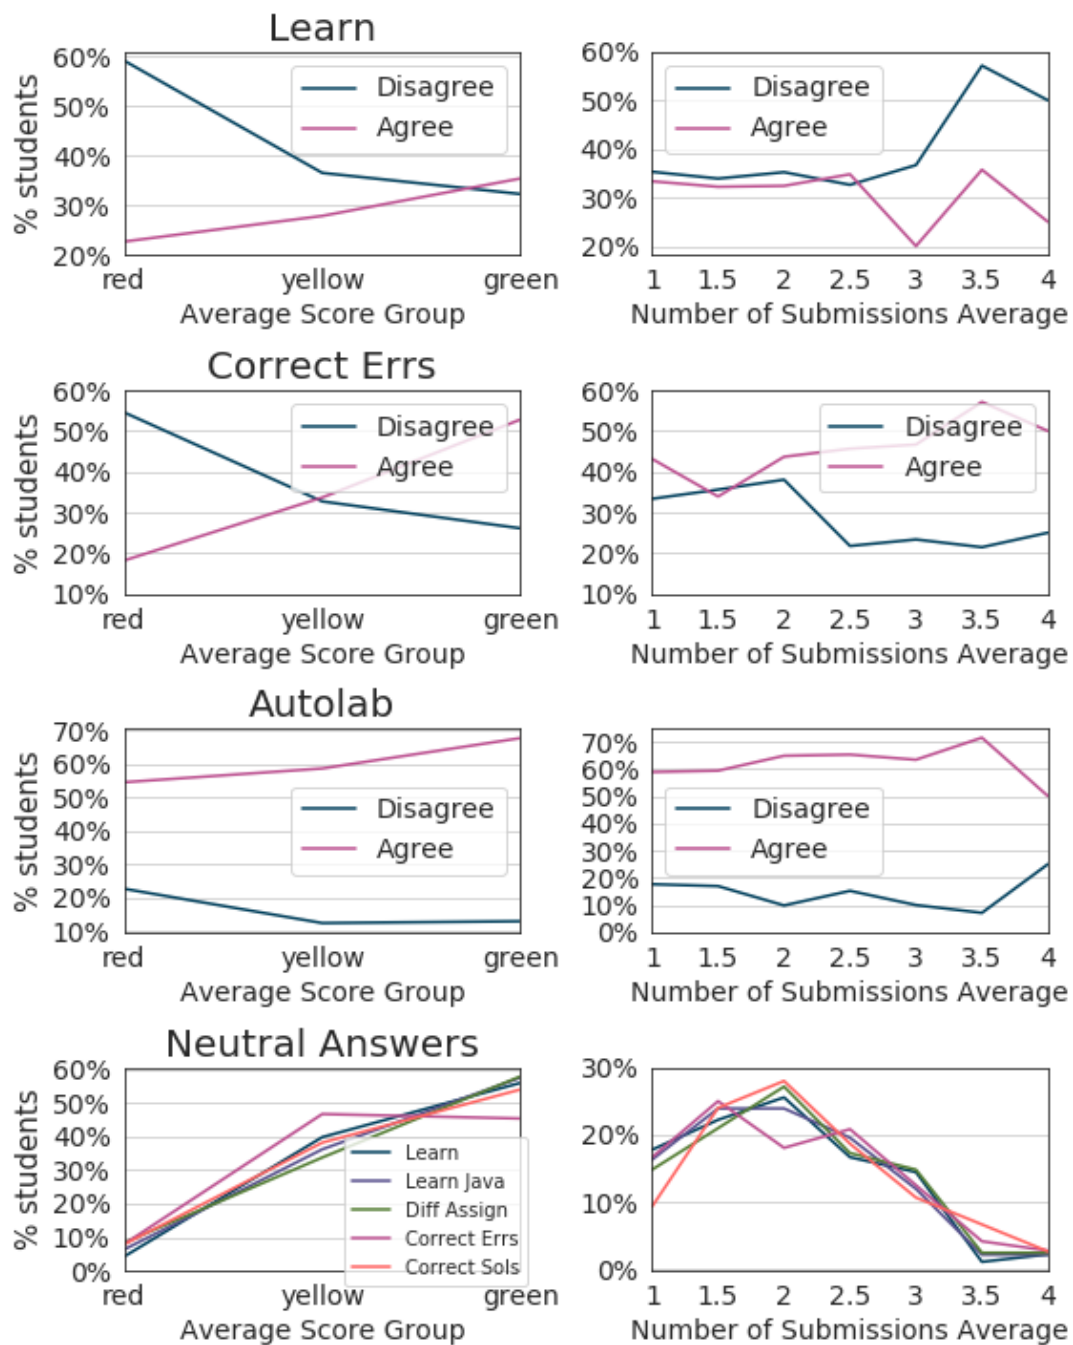 Learn
% students
60%
50%
40%
30%
20%
Disagree
Agree
red yellow green
Average Score Group
60%
50%
40%
30%
20%
Disagree
Agree
1 1.5 2 2.5 3 3.5 4
Number of Submissions Average
Correct Errs
% students
60%
50%
40%
30%
20%
10%
Disagree
Agree
red yellow green
Average Score Group
60%
50%
40%
30%
20%
10%
Disagree
Agree
1 1.5 2 2.5 3 3.5 4
Number of Submissions Average
Autolab
% students
70%
60%
50%
40%
30%
20%
10%
Disagree
Agree
red yellow green
Average Score Group
70%
60%
50%
40%
30%
20%
10%
0%
Disagree
Agree
1 1.5 2 2.5 3 3.5 4
Number of Submissions Average
Neutral Answers
% students
60%
50%
40%
30%
20%
10%
0%
Learn
Learn Java
Diff Assign
Correct Errs
Correct Sols
red yellow green
Average Score Group
30%
20%
10%
0%
1 1.5 2 2.5 3 3.5 4
Number of Submissions Average